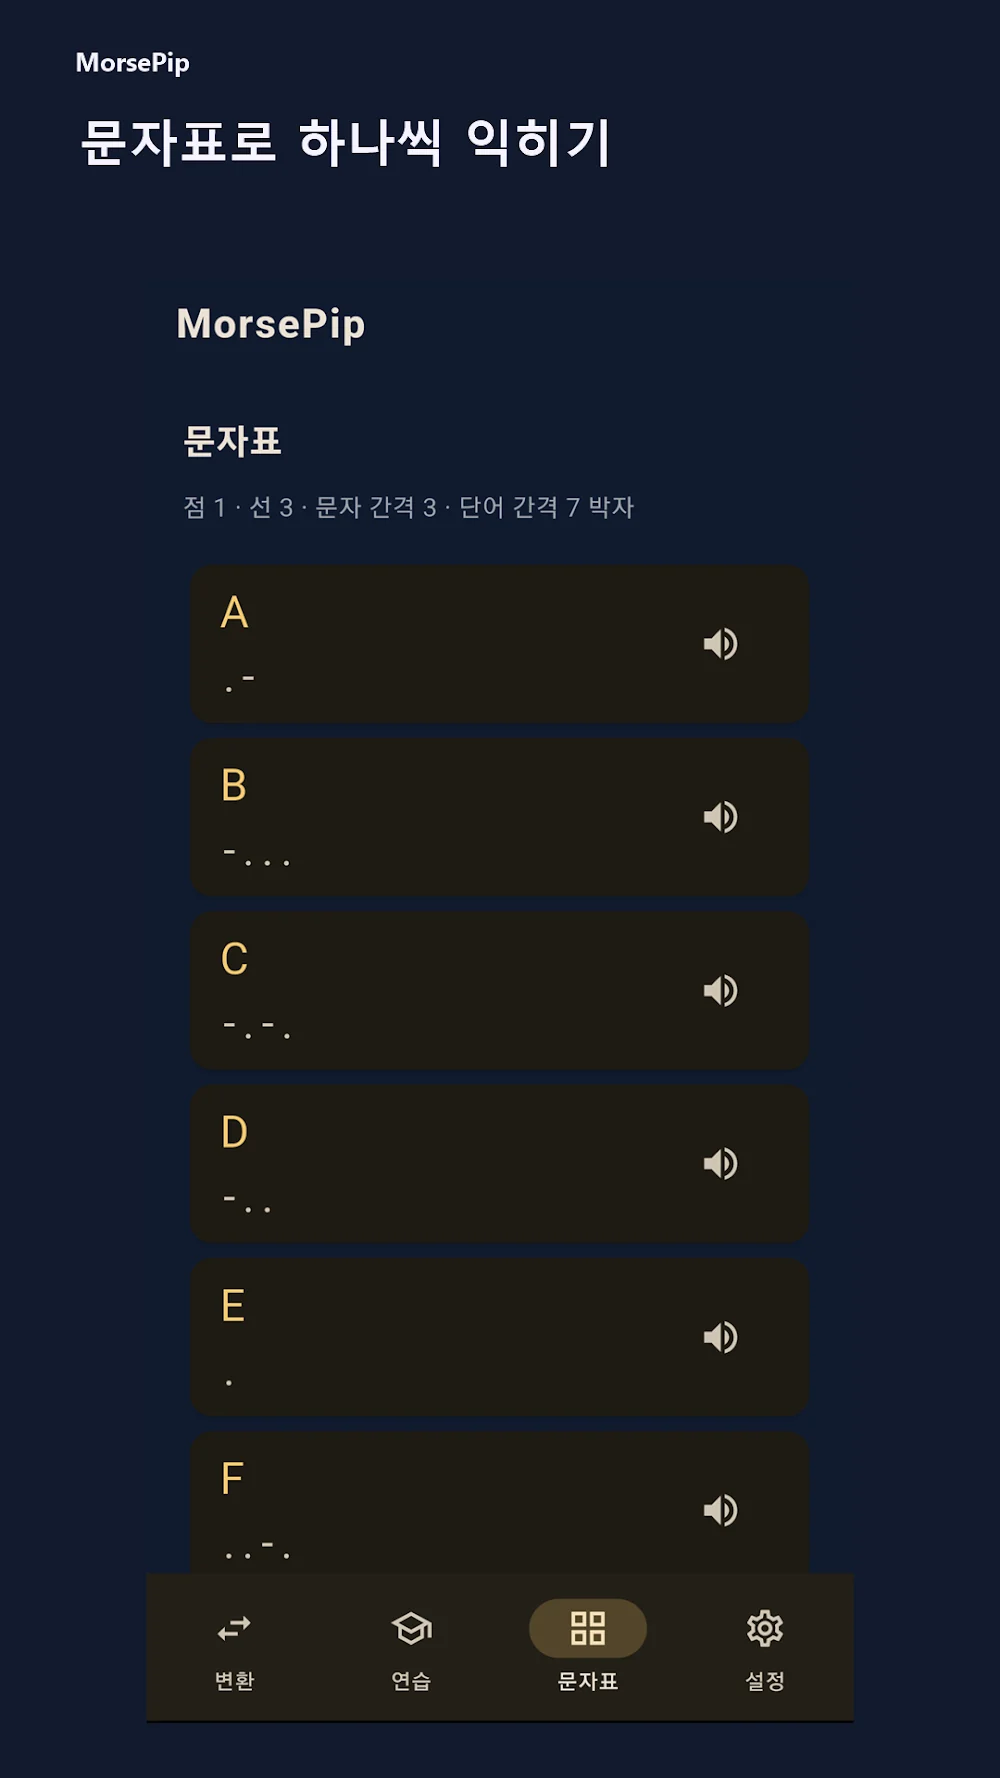 MorsePip
문자표로 하나씩 익히기
MorsePip
문자표
점 1 · 선 3 · 문자 간격 3 · 단어 간격 7 박자
A
.-
B
-...
C
-.-.
D
-..
E
.
F
..-.
변환 연습 문자표 설정